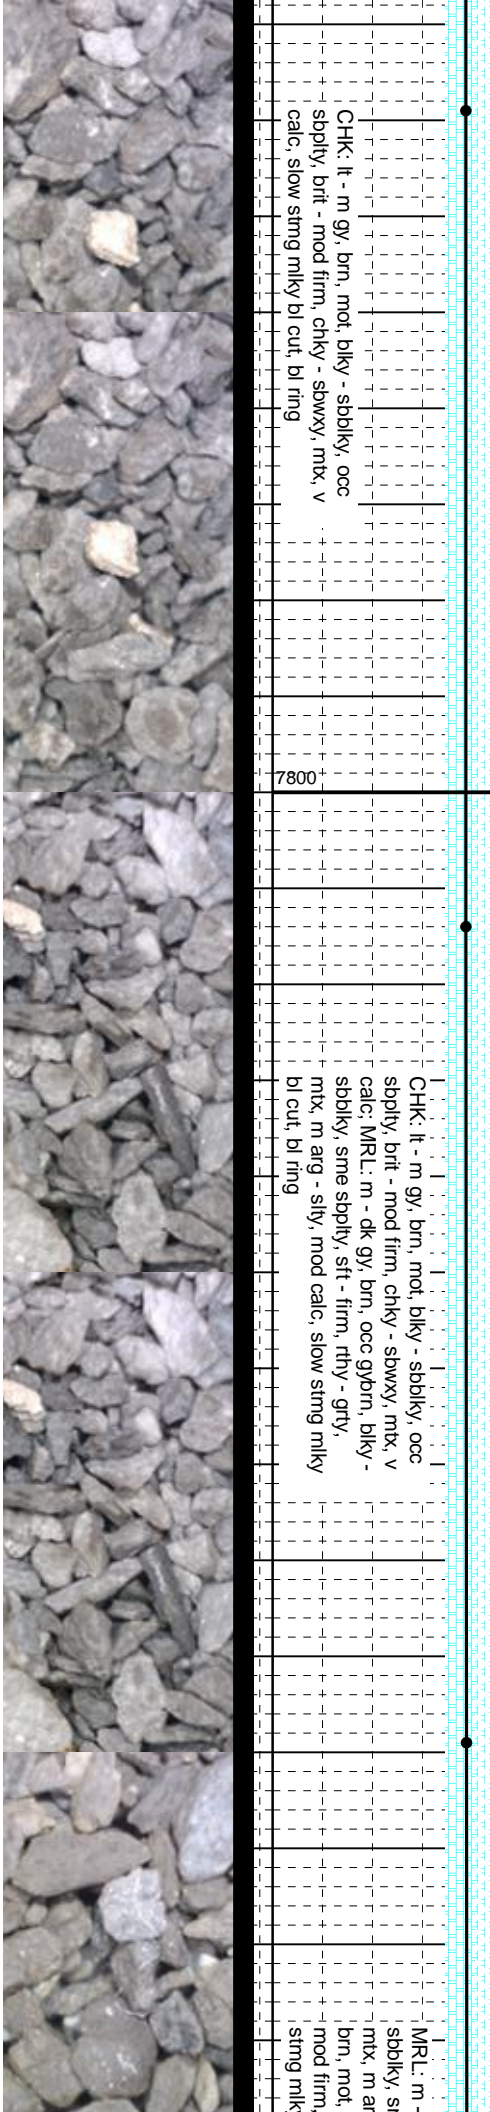 CHK: lt - m gy, brn, mot, blky - sbblky, occ
sbplty, brit - mod firm, chky - sbwxy, mtx, v
calc, slow stmg mlky bl cut, bl ring
7800
CHK: lt - m gy, brn, mot, blky - sbblky, occ
sbplty, brit - mod firm, chky - sbwxy, mtx, v
calc; MRL: m - dk gy, brn, occ gybrn, blky -
sbblky, sme sbplty, sft - firm, rthy - grty,
mtx, m arg - slty, mod calc, slow stmg mlky
bl cut, bl ring
MRL: m -
sbblky,
mtx, m
brn, mot,
mod firm,
stmg